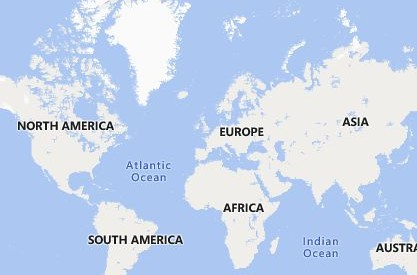 NORTH AMERICA
EUROPE
ASIA
Atlantic
Ocean
AFRICA
SOUTH AMERICA
Indian
Ocean
AUSTRA